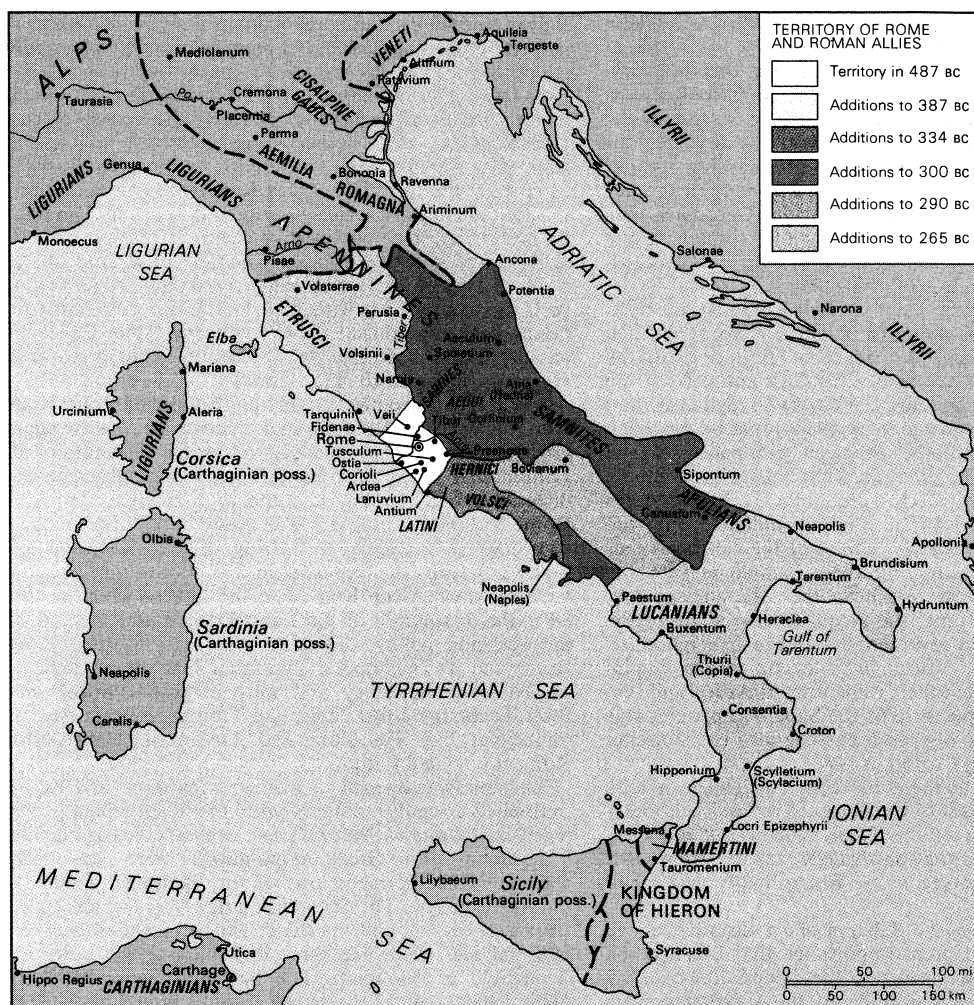 TERRITORY OF ROME
AND ROMAN ALLIES
Territory in 487 BC
Additions to 387 BC
Additions to 334 BC
Additions to 300 BC
Additions to 290 BC
Additions to 265 BC
ALPS
Mediolanum
VENETI
Aquileia
Tergeste
Altinum
Patavium
Taurasia
Po
Cremona
Placentia
CISALPINE
GAULS
Parma
ILLYRII
Genua
LIGURIANS
LIGURIANS
AEMILIA
Bononia
ROMAGNA
Ravenna
Ariminum
Monoecus
LIGURIAN
SEA
Arno
Pisae
APENNINES
Volaterrae
Ancona
ADRIATIC
SEA
Salonae
ETRUSCI
Perusia
Tiber
Potentia
Narona
ILLYRII
Elba
Volsinii
Asculum
Spoletium
Mariana
Narnia
SABINES
AEQUI
Atria
(Hadria)
Urcinium
LIGURIANS
Aleria
Tarquinii
Veii
Fidenae
Tibur
Corfinium
SAMNITES
Corsica
(Carthaginian poss.)
Rome
Tusculum
Praeneste
Ostia
Corioli
HERNICI
Bovianum
Sipontum
Ardea
Lanuvium
VOLSCI
Antium
LATINI
Canusium
APULIANS
Neapolis
Apollonia
Olbia
Brundisium
Neapolis
(Naples)
Paestum
Tarentum
LUCANIANS
Heraclea
Hydruntum
Sardinia
(Carthaginian poss.)
Buxentum
Gulf of
Tarentum
Thurii
(Copia)
Neapolis
TYRRHENIAN SEA
Caralis
Consentia
Croton
Hipponium
Scylletium
(Scylacium)
IONIAN
SEA
Messana
Locri Epizephyrii
MAMERTINI
Tauromenium
MEDITERRANEAN
SEA
Lilybaeum
Sicily
(Carthaginian poss.)
KINGDOM
OF HIERON
Utica
Syracuse
Carthage
Hippo Regius
CARTHAGINIANS
0 100 mi
0 50 100 150 km